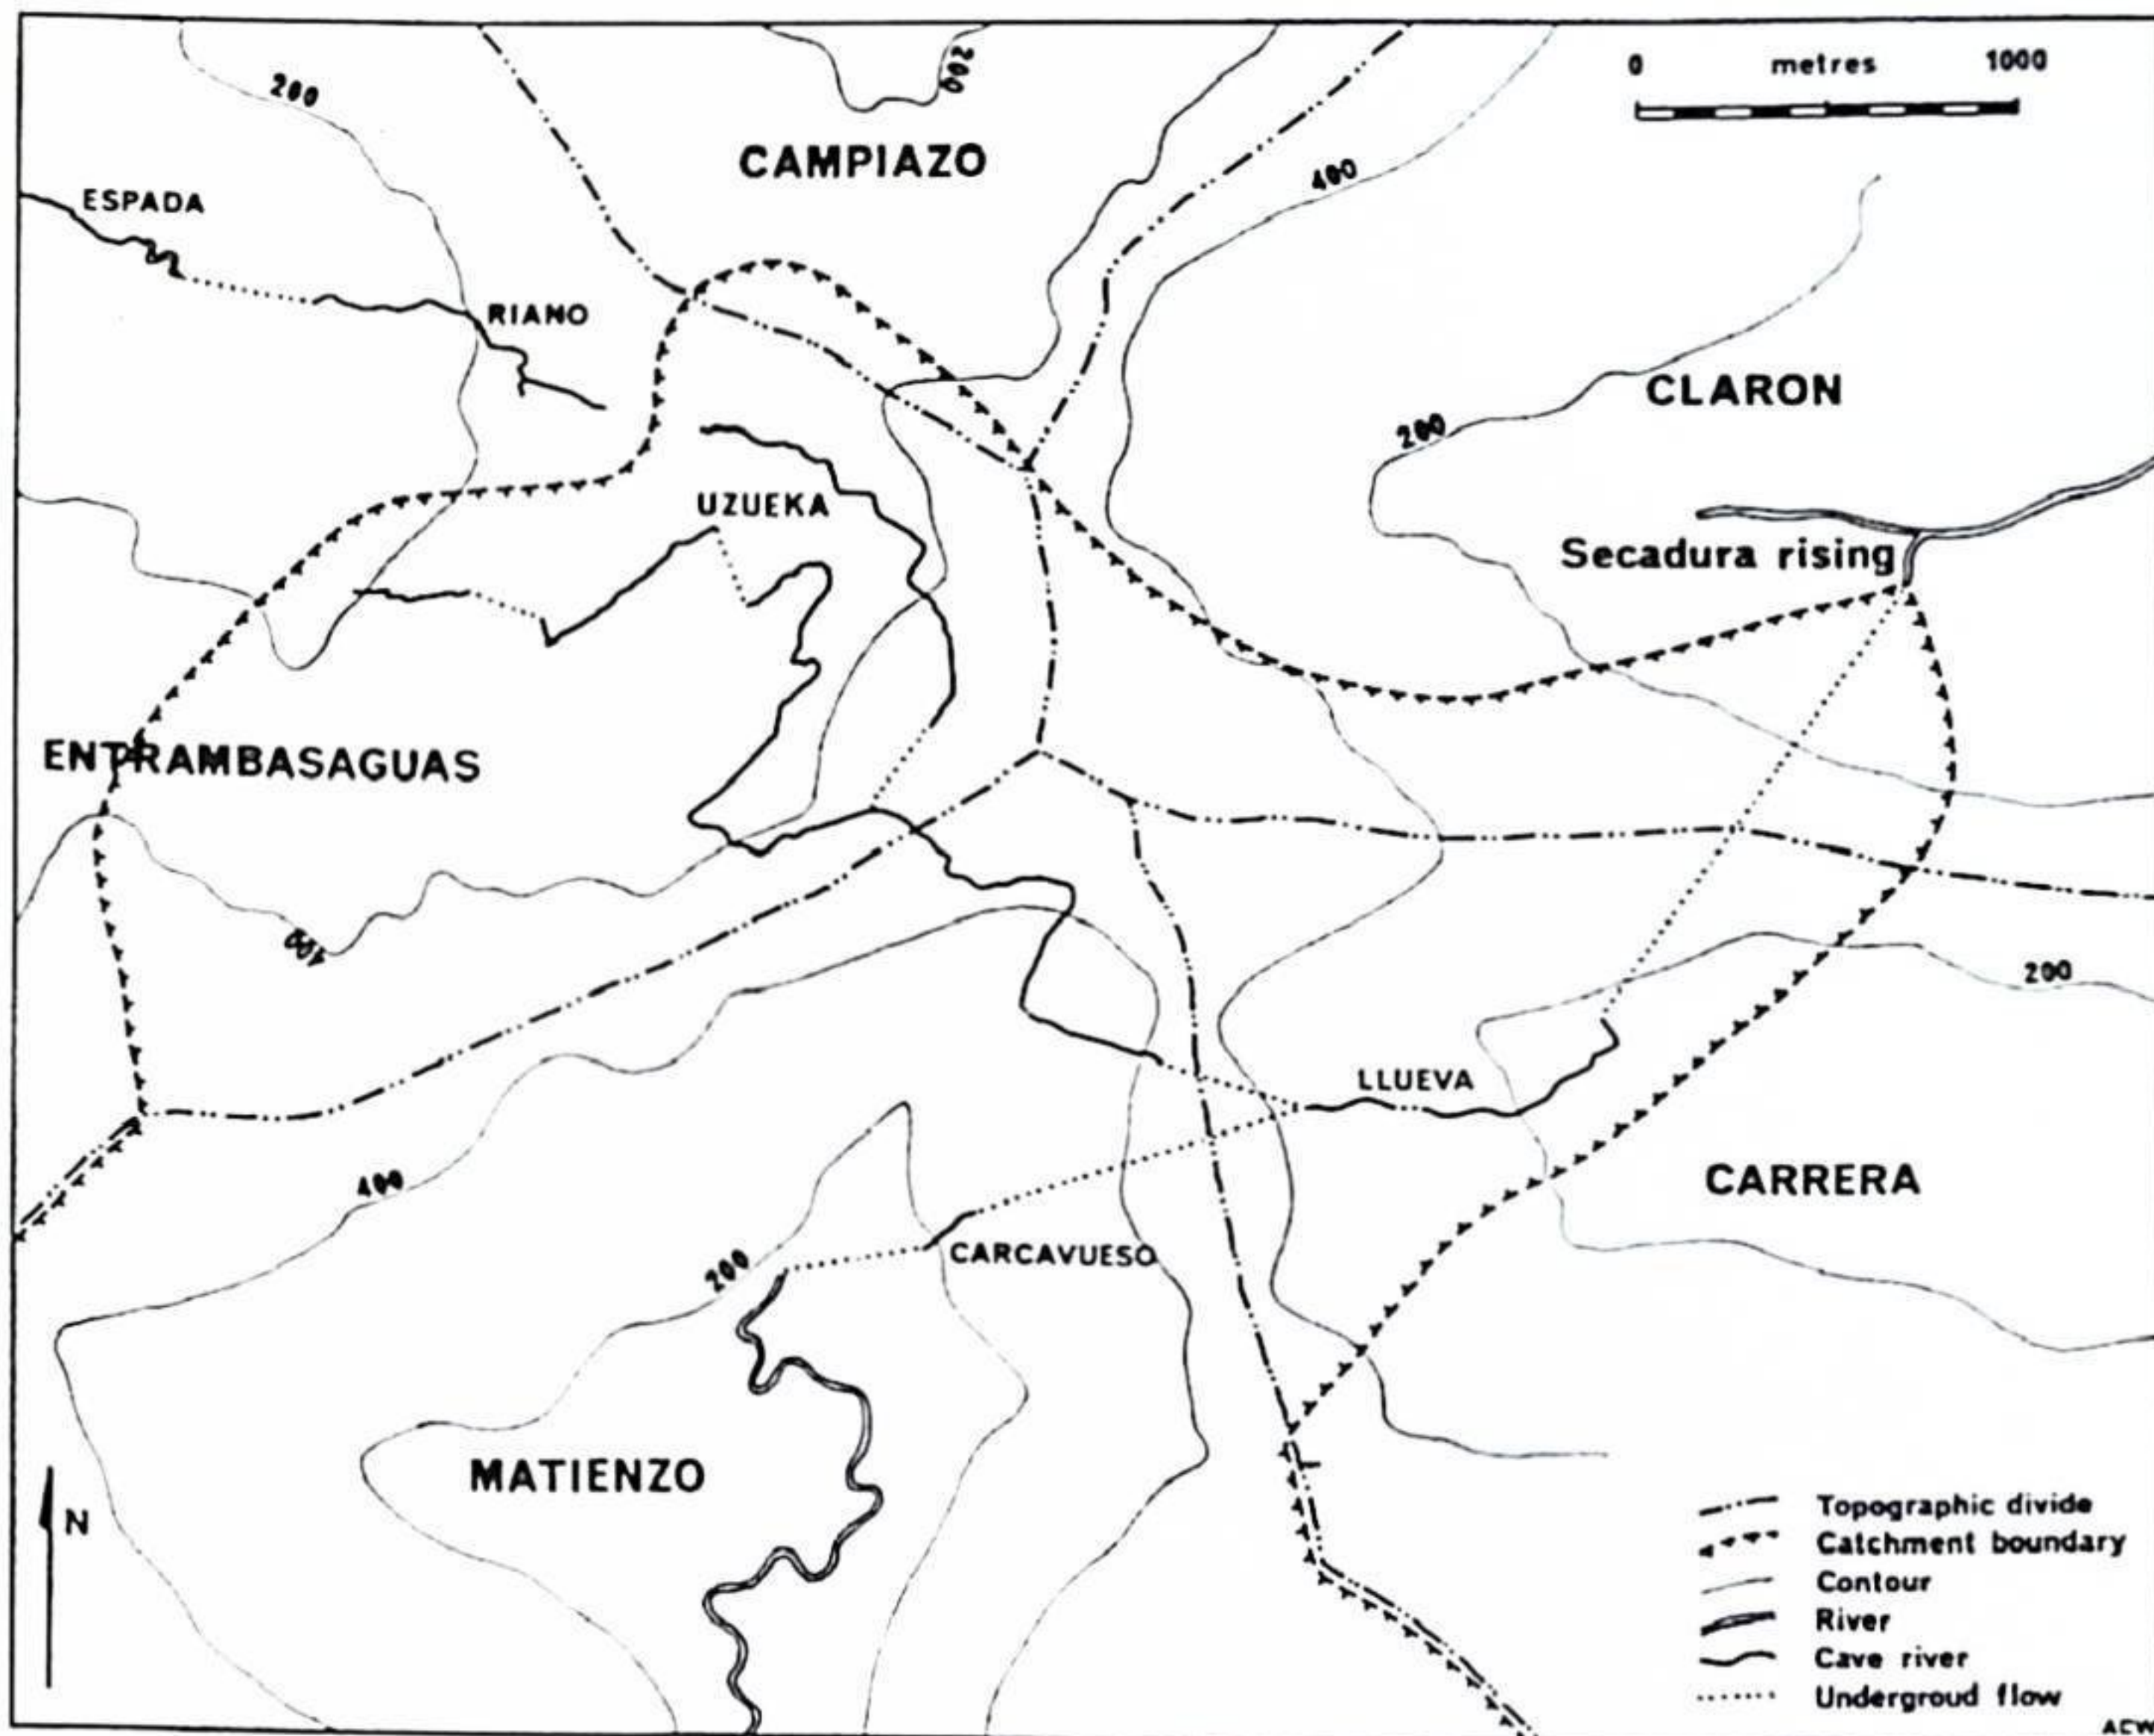 0 metres 1000
200
200
CAMPIAZO
400
ESPADA
RIANO
CLARON
200
UZUEKA
Secadura rising
ENTRAMBASAGUAS
400
200
LLUEVA
400
CARRERA
200
CARCAVUESO
MATIENZO
N
Topographic divide
Catchment boundary
Contour
River
Cave river
Undergroud flow